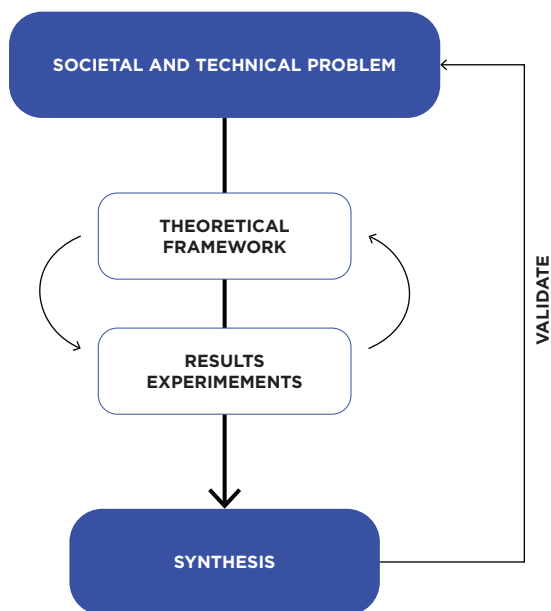 SOCIETAL AND TECHNICAL PROBLEM
THEORETICAL
FRAMEWORK
RESULTS
EXPERIMEMENTS
VALIDATE
SYNTHESIS